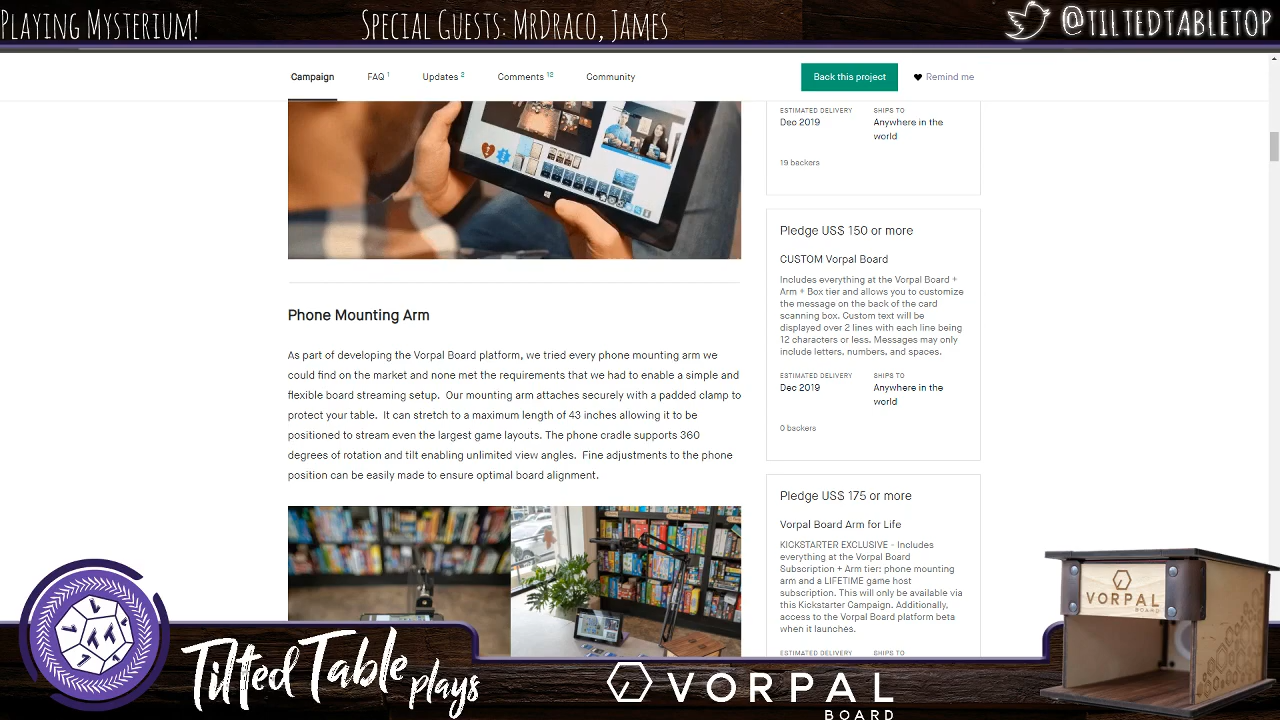 Playing Mysterium!
Special Guests: MrDraco, James
@TiltedTabletop
Campaign
FAQ 1
Updates 2
Comments 12
Community
Back this project
Remind me
ESTIMATED DELIVERY
SHIPS TO
Dec 2019
Anywhere in the
world
19 backers
Pledge US$ 150 or more
CUSTOM Vorpal Board
Includes everything at the Vorpal Board +
Arm + Box tier and allows you to customize
the message on the back of the card
scanning box. Custom text will be
displayed over 2 lines with each line being
12 characters or less. Messages may only
include letters, numbers, and spaces.
ESTIMATED DELIVERY
SHIPS TO
Dec 2019
Anywhere in the
world
0 backers
Phone Mounting Arm
As part of developing the Vorpal Board platform, we tried every phone mounting arm we
could find on the market and none met the requirements that we had to enable a simple and
flexible board streaming setup.  Our mounting arm attaches securely with a padded clamp to
protect your table.  It can stretch to a maximum length of 43 inches allowing it to be
positioned to stream even the largest game layouts. The phone cradle supports 360
degrees of rotation and tilt enabling unlimited view angles.  Fine adjustments to the phone
position can be easily made to ensure optimal board alignment.
Pledge US$ 175 or more
Vorpal Board Arm for Life
KICKSTARTER EXCLUSIVE - Includes
everything at the Vorpal Board
Subscription + Arm tier: phone mounting
arm and a LIFETIME game host
subscription. This will only be available via
this Kickstarter Campaign. Additionally,
access to the Vorpal Board platform beta
when it launches.
ESTIMATED DELIVERY
SHIPS TO
VORPAL
BOARD
Tilted Table
plays
VORPAL
BOARD